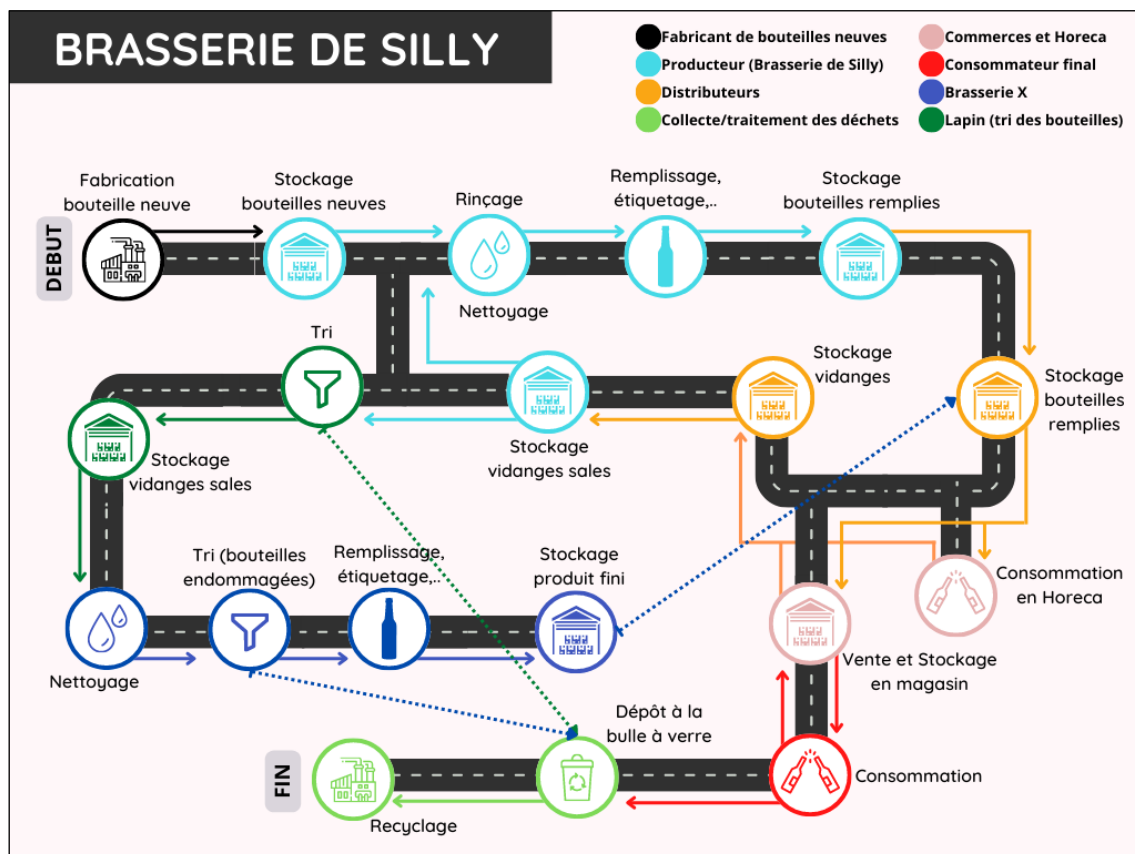 BRASSERIE DE SILLY
Fabricant de bouteilles neuves
Producteur (Brasserie de Silly)
Distributeurs
Collecte/traitement des déchets
Commerces et Horeca
Consommateur final
Brasserie X
Lapin (tri des bouteilles)
DEBUT
Fabrication
bouteille neuve
Stockage
bouteilles neuves
Rinçage
Nettoyage
Remplissage,
étiquetage,..
Stockage
bouteilles remplies
Tri
Stockage
vidanges sales
Stockage
vidanges
Stockage
bouteilles
remplies
Stockage
vidanges sales
Nettoyage
Tri (bouteilles
endommagées)
Remplissage,
étiquetage,..
Stockage
produit fini
Consommation
en Horeca
Vente et Stockage
en magasin
Consommation
Dépôt à la
bulle à verre
FIN
Recyclage